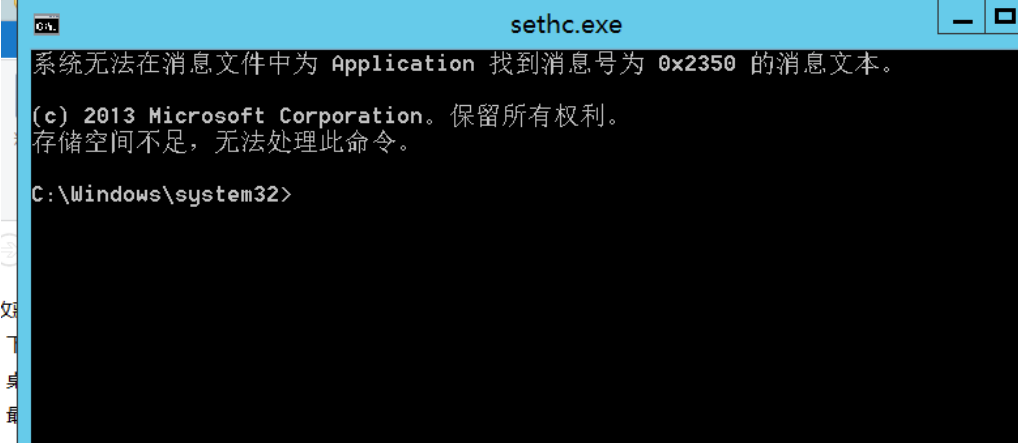 sethc.exe
系统无法在消息文件中为 Application 找到消息号为 0x2350 的消息文本。
(c) 2013 Microsoft Corporation。保留所有权利。
存储空间不足，无法处理此命令。
C:\Windows\system32>
下